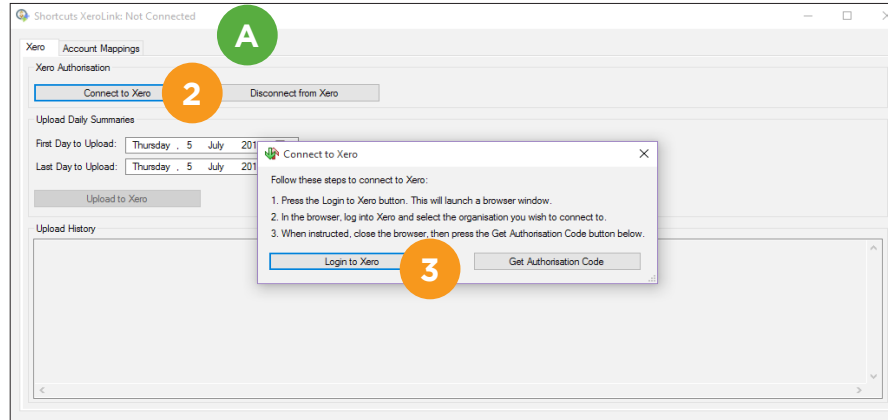 Shortcuts XeroLink: Not Connected
A
Xero Account Mappings
Xero Authorisation
Connect to Xero 2 Disconnect from Xero
Upload Daily Summaries
First Day to Upload: Thursday , 5 July 201
Last Day to Upload: Thursday , 5 July 201
Upload to Xero
Upload History
Connect to Xero
Follow these steps to connect to Xero:
1. Press the Login to Xero button. This will launch a browser window.
2. In the browser, log into Xero and select the organisation you wish to connect to.
3. When instructed, close the browser, then press the Get Authorisation Code button below.
Login to Xero 3 Get Authorisation Code